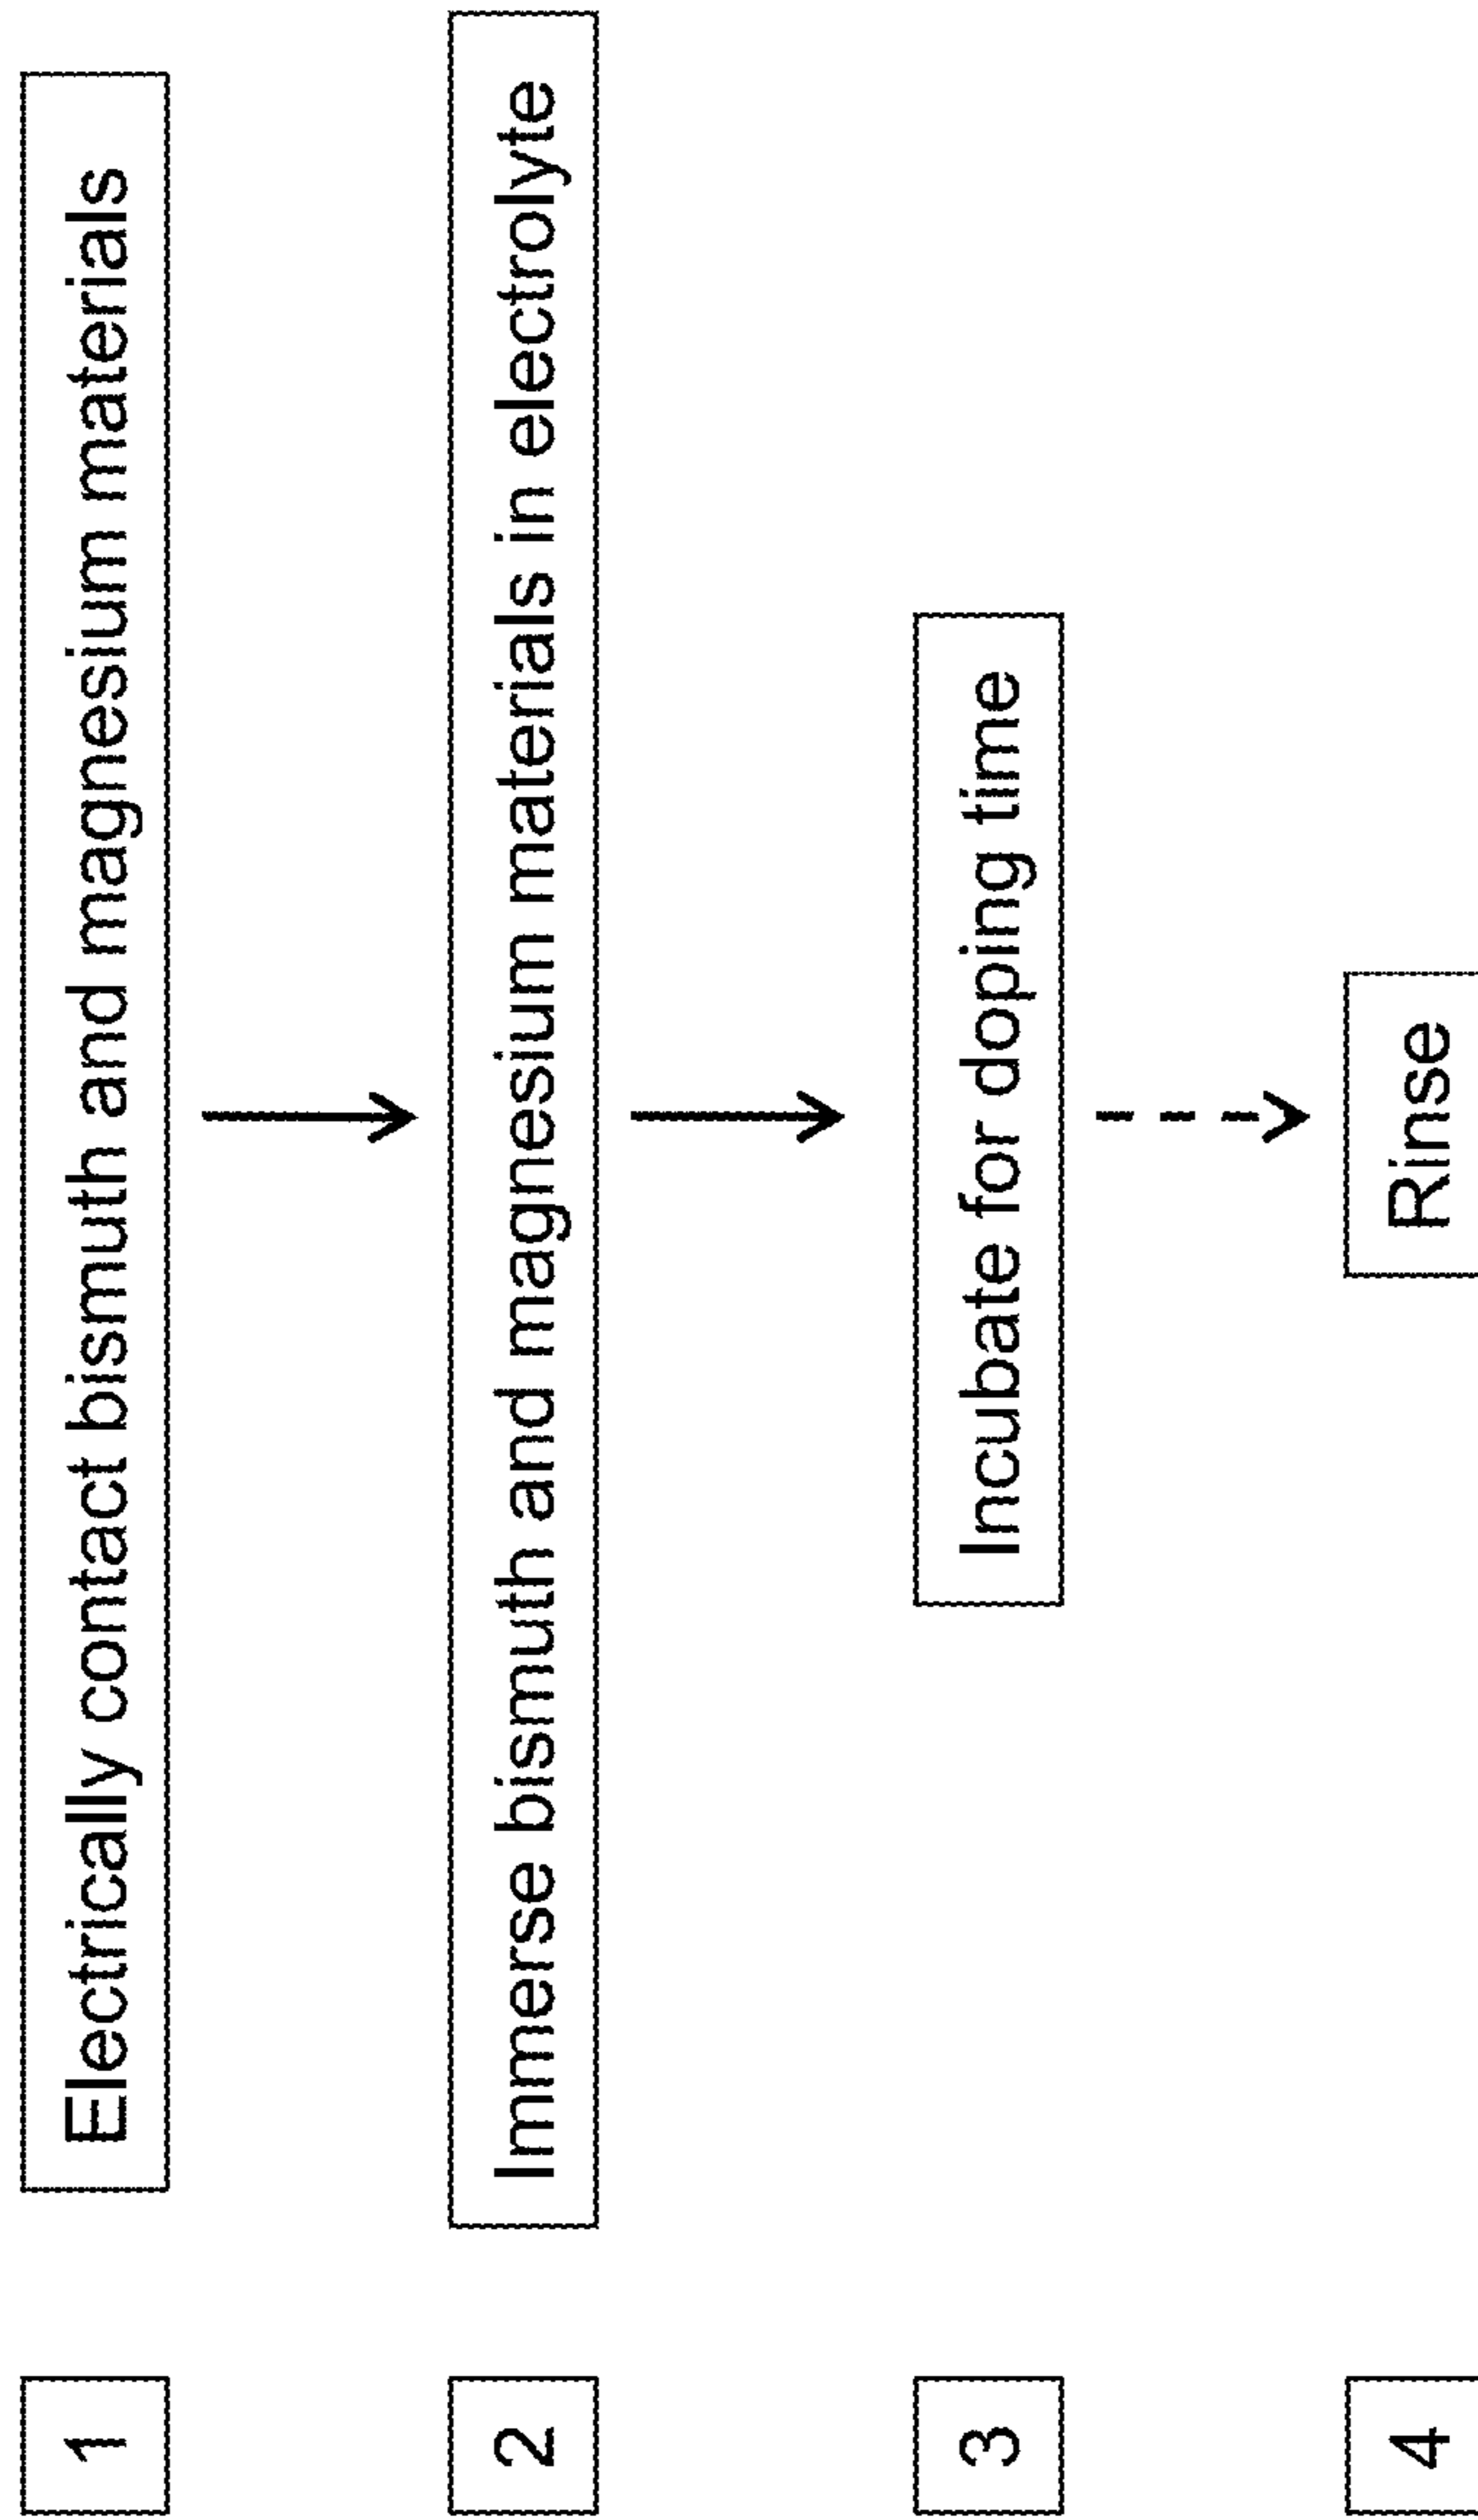 1 Electrically contact bismuth and magnesium materials
2 Immerse bismuth and magnesium materials in electrolyte
3 Incubate for doping time
4 Rinse